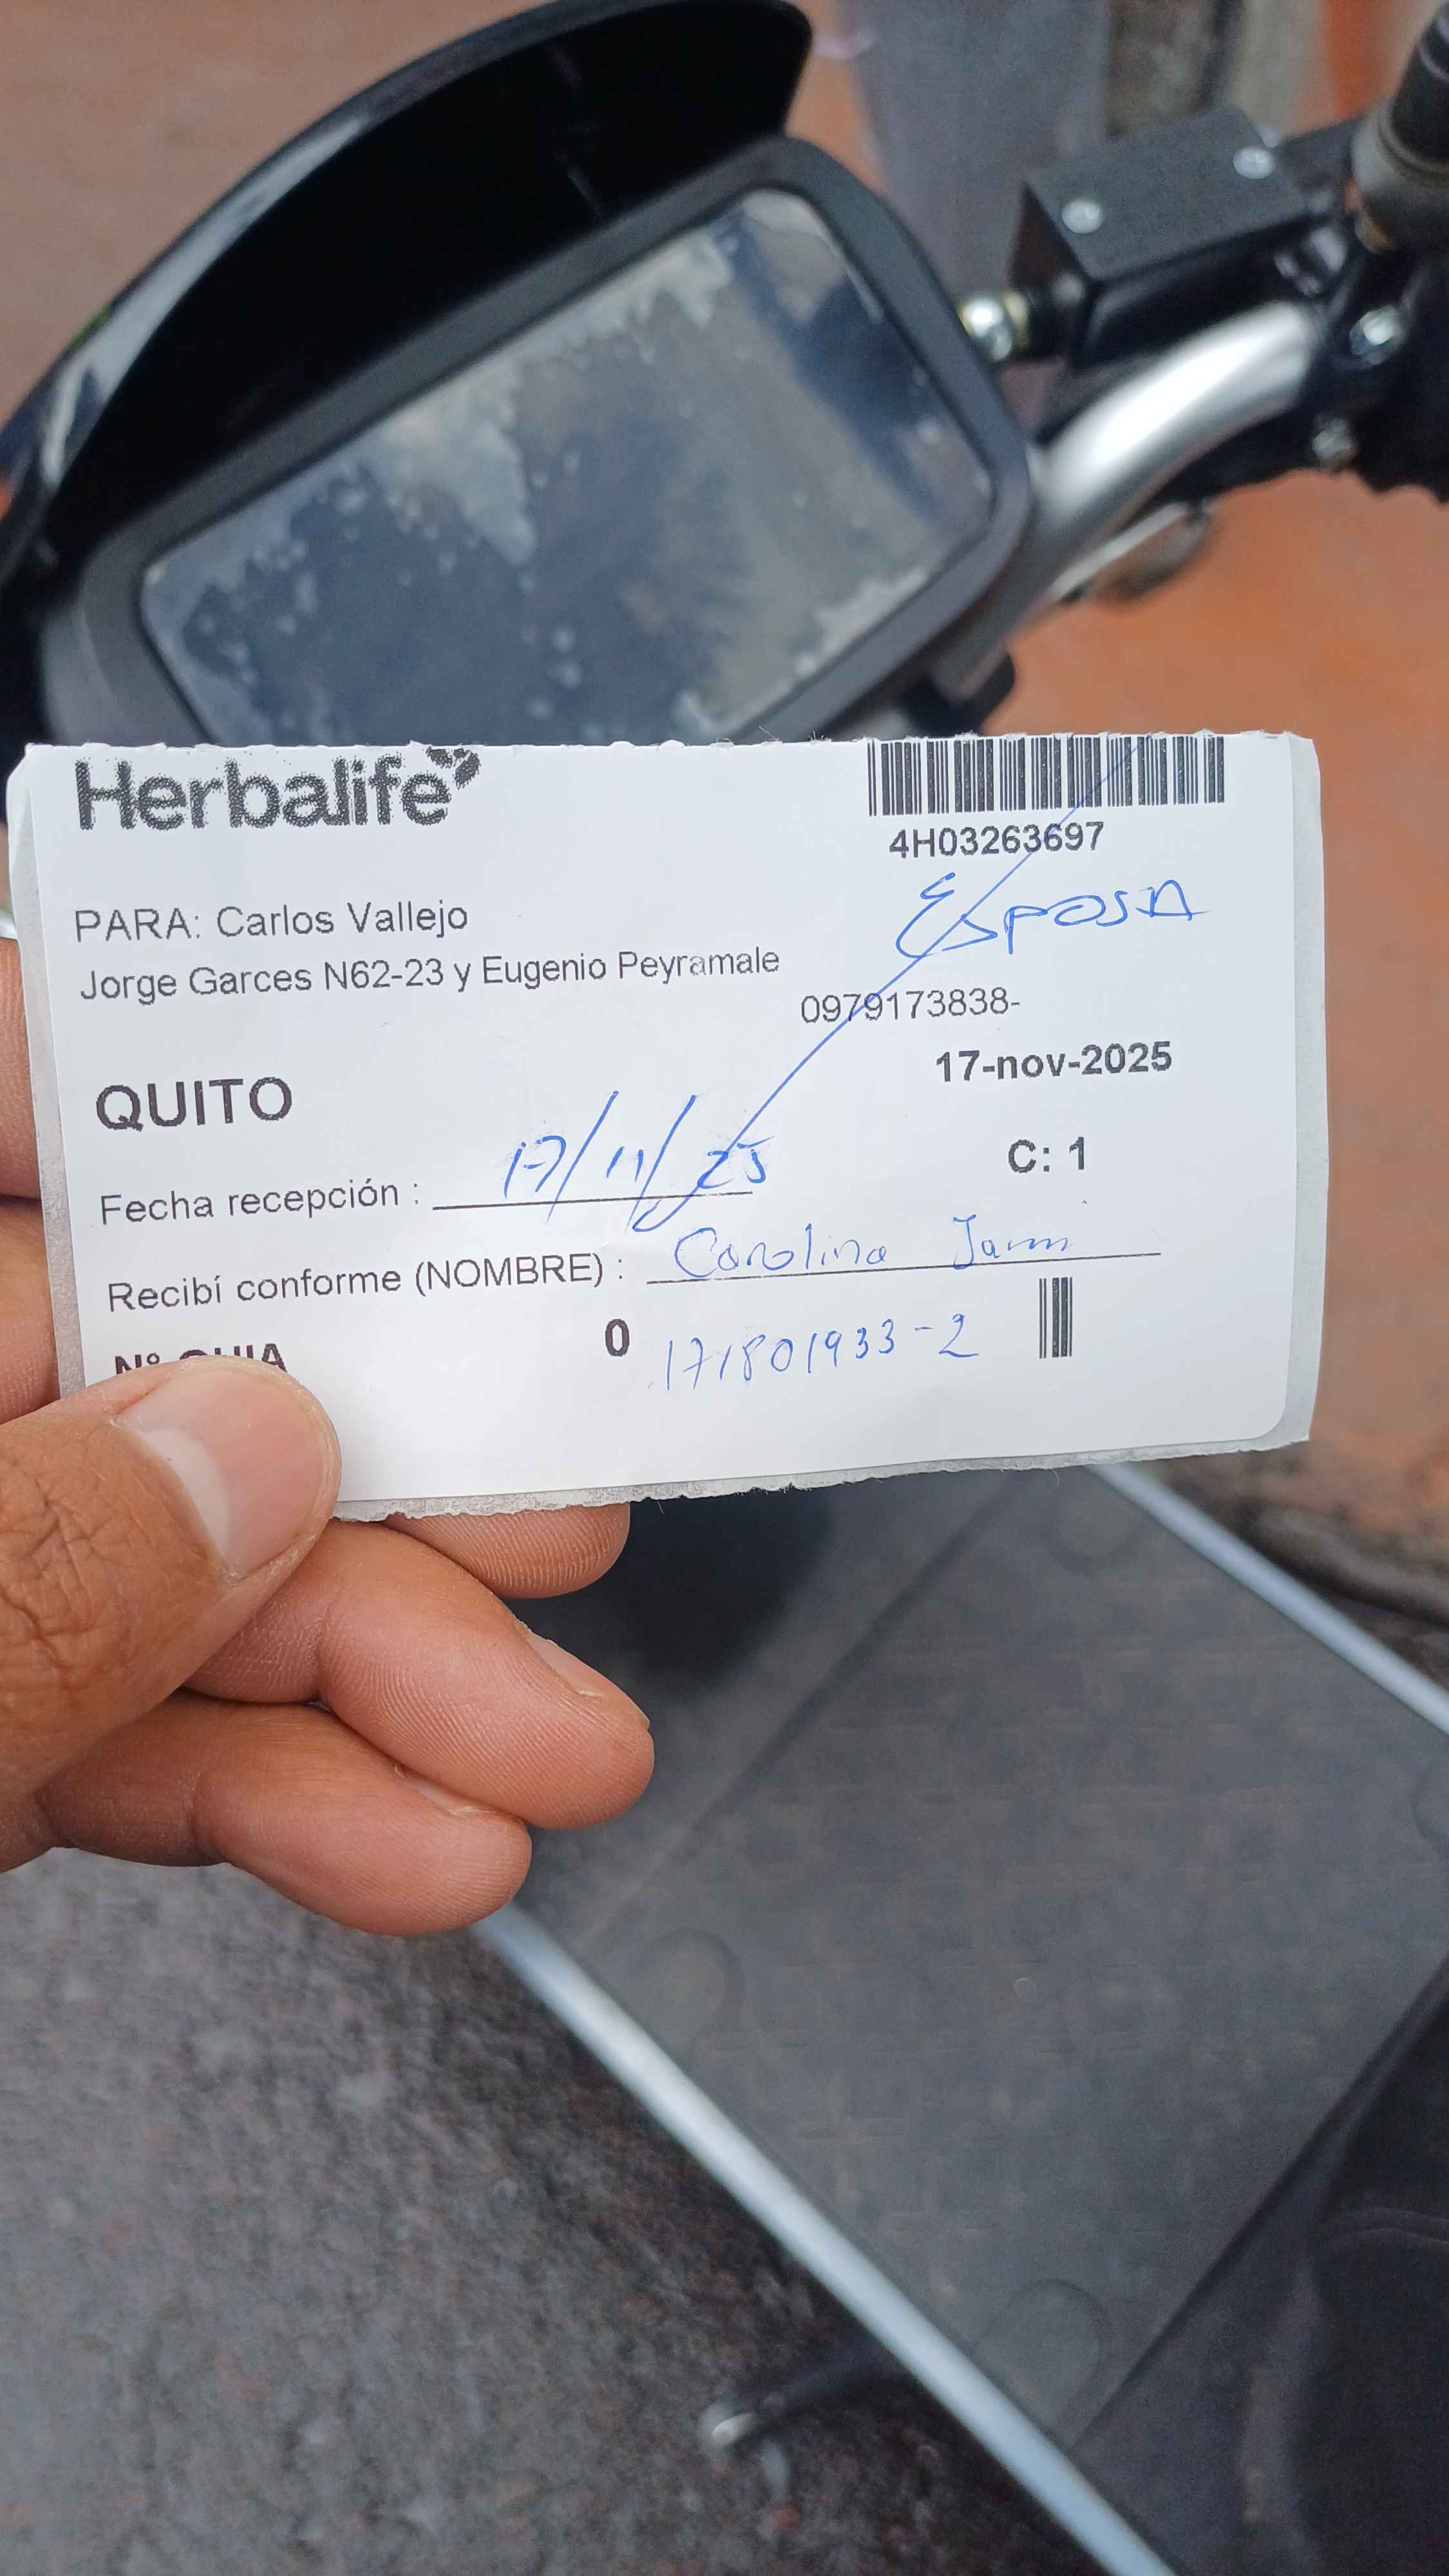 Herbalife
4H03263697
Esposa
PARA: Carlos Vallejo
Jorge Garces N62-23 y Eugenio Peyramale
0979173838-
17-nov-2025
QUITO
C: 1
Fecha recepción : 17/11/25
Recibí conforme (NOMBRE) : Carolina
0 171801933-2